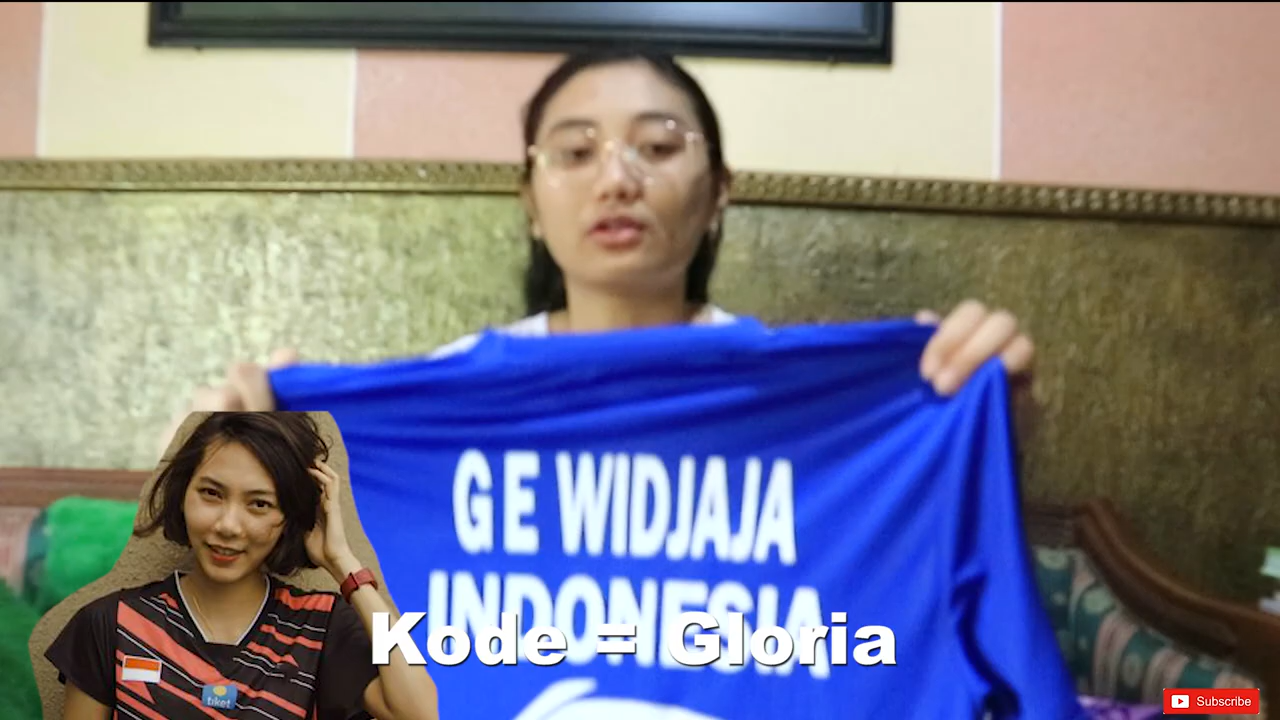 G E WIDJAJA
INDONESIA
Kode = Gloria
tiket
Subscribe